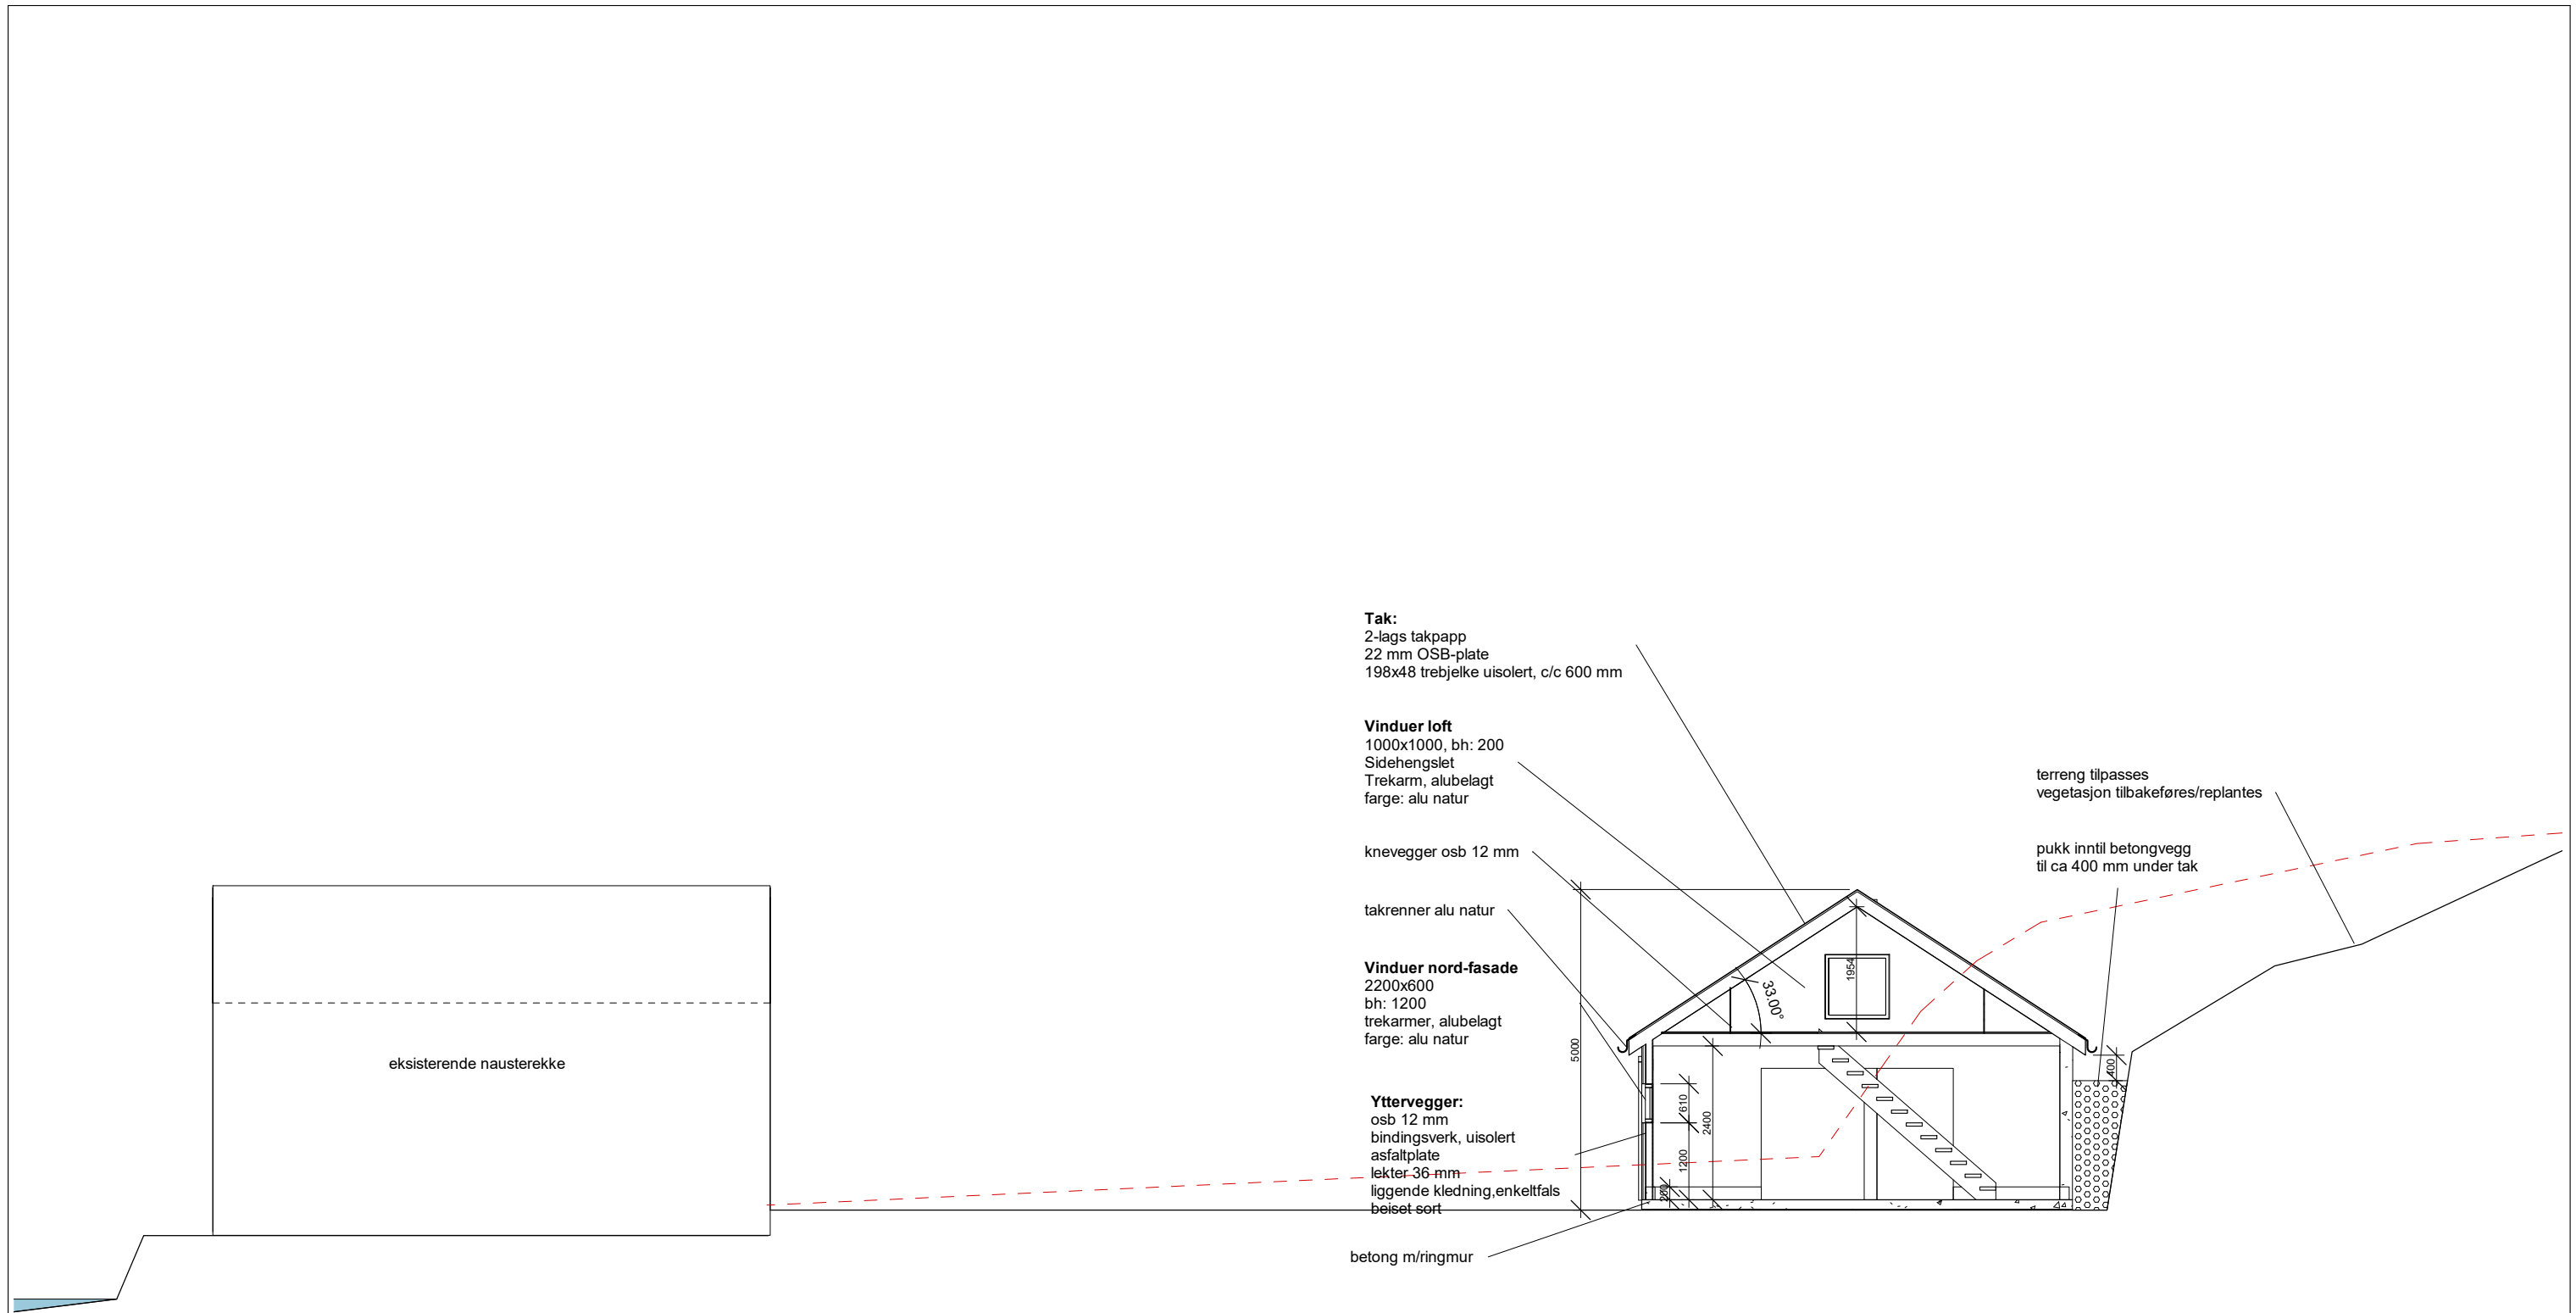 Tak:
2-lags takpapp
22 mm OSB-plate
198x48 trebjelke uisolert, c/c 600 mm
Vinduer loft
1000x1000, bh: 200
Sidehengslet
Trekarm, alubelagt
farge: alu natur
knevegger osb 12 mm
takrenner alu natur
Vinduer nord-fasade
2200x600
bh: 1200
trekarmer, alubelagt
farge: alu natur
Yttervegger:
osb 12 mm
bindingsverk, uisolert
asfaltplate
lekter 36 mm
liggende kledning,enkeltfals
beiset sort
betong m/ringmur
eksisterende nausterekke
terreng tilpasses
vegetasjon tilbakeføres/replantes
pukk inntil betongvegg
til ca 400 mm under tak
5000
1954
33.00°
610
2400
1200
200
400